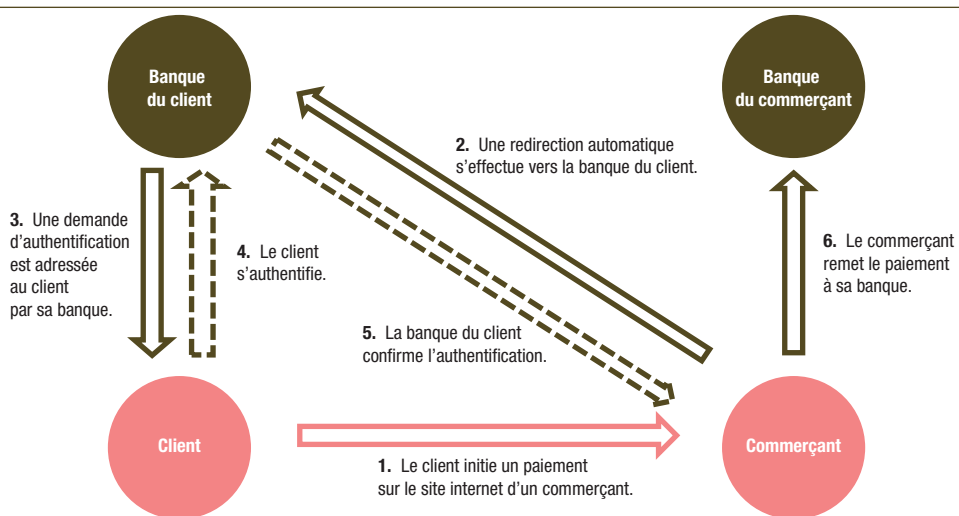 Banque
du client
Banque
du commerçant
2. Une redirection automatique
s’effectue vers la banque du client.
3. Une demande
d’authentification
est adressée
au client
par sa banque.
4. Le client
s’authentifie.
6. Le commerçant
remet le paiement
à sa banque.
5. La banque du client
confirme l’authentification.
Client
Commerçant
1. Le client initie un paiement
sur le site internet d’un commerçant.